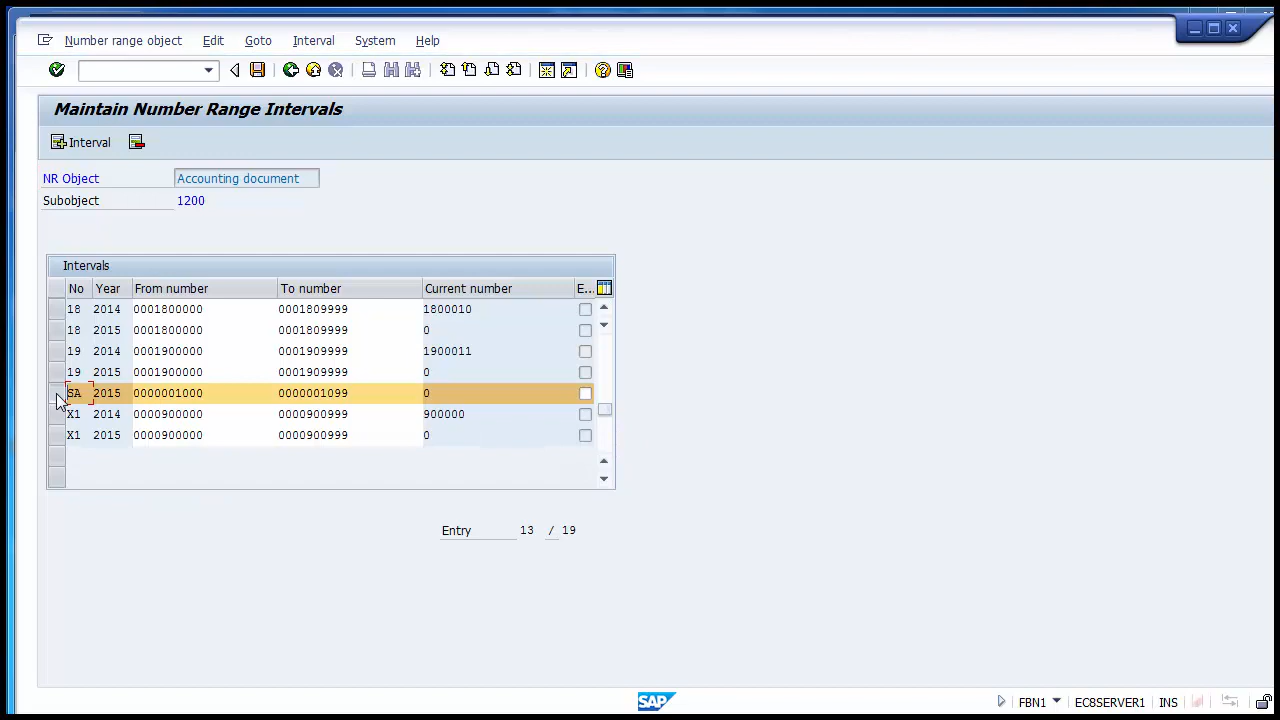 Number range object Edit Goto Interval System Help
Maintain Number Range Intervals
Interval
NR Object Accounting document
Subobject 1200
Intervals
No Year From number To number Current number E...
18 2014 0001800000 0001809999 1800010
18 2015 0001800000 0001809999 0
19 2014 0001900000 0001909999 1900011
19 2015 0001900000 0001909999 0
SA 2015 0000001000 0000001099 0
X1 2014 0000900000 0000900999 900000
X1 2015 0000900000 0000900999 0
Entry 13 / 19
SAP FBN1 EC8SERVER1 INS